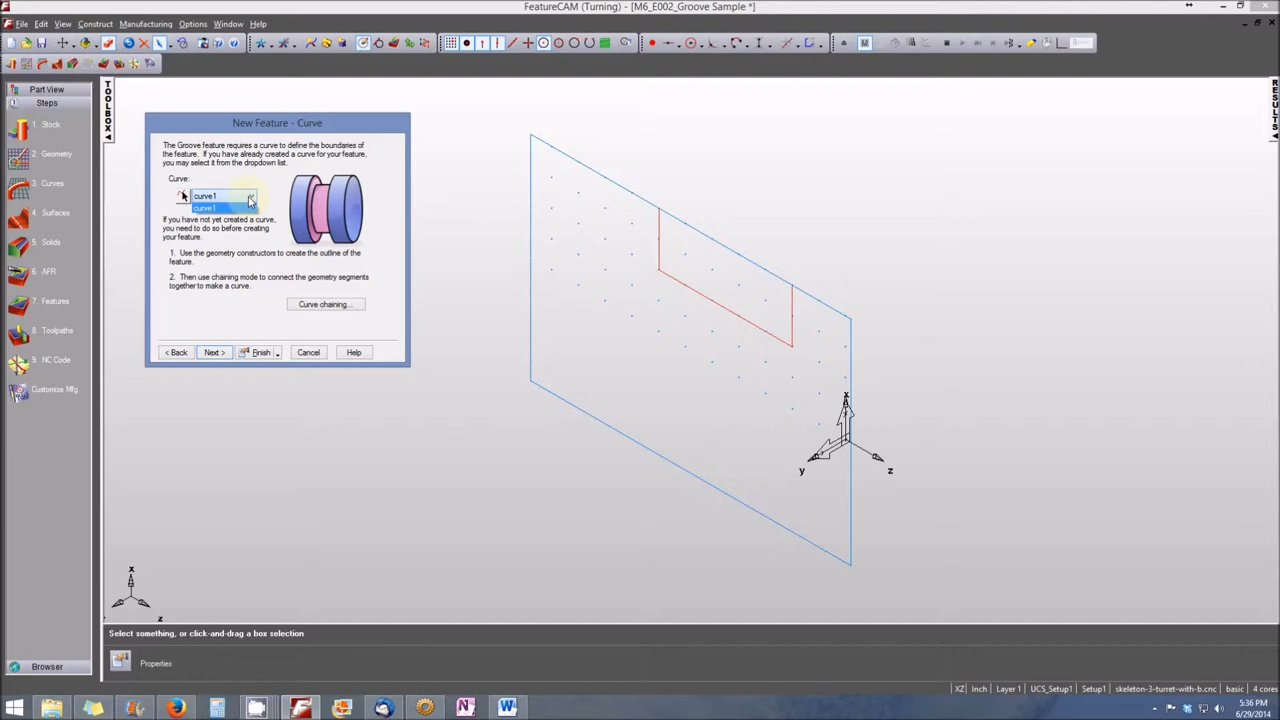 FeatureCAM (Turning) - [M6_E002_Groove Sample *]
File Edit View Construct Manufacturing Options Window Help
Part View
Steps
1. Stock
2. Geometry
3. Curves
4. Surfaces
5. Solids
6. AFR
7. Features
8. Toolpaths
9. NC Code
Customize Mfg.
Browser
TOOLBOX
RESULTS
New Feature - Curve
The Groove feature requires a curve to define the boundaries of
the feature. If you have already created a curve for your feature,
you may select it from the dropdown list.
Curve:
curve1
curve1
If you have not yet created a curve,
you need to do so before creating
your feature.
1. Use the geometry constructors to create the outline of the
feature.
2. Then use chaining mode to connect the geometry segments
together to make a curve.
Curve chaining...
< Back Next > Finish Cancel Help
x
y
z
x
z
Select something, or click-and-drag a box selection
Properties
XZ Inch Layer 1 UCS_Setup1 Setup1 skeleton-3-turret-with-b.cnc basic 4 cores
5:36 PM
6/29/2014